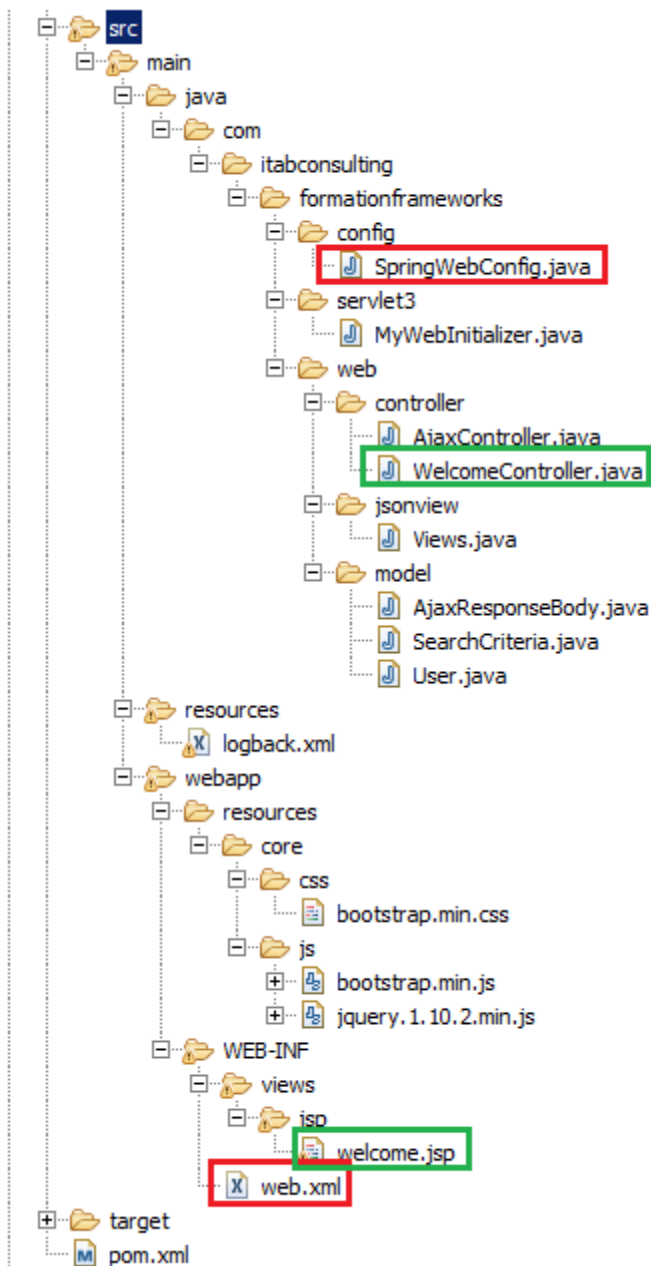 src
main
java
com
itabconsulting
formationframeworks
config
SpringWebConfig.java
servlet3
MyWebInitializer.java
web
controller
AjaxController.java
WelcomeController.java
jsonview
Views.java
model
AjaxResponseBody.java
SearchCriteria.java
User.java
resources
logback.xml
webapp
resources
core
css
bootstrap.min.css
js
bootstrap.min.js
jquery.1.10.2.min.js
WEB-INF
views
jsp
welcome.jsp
web.xml
target
pom.xml